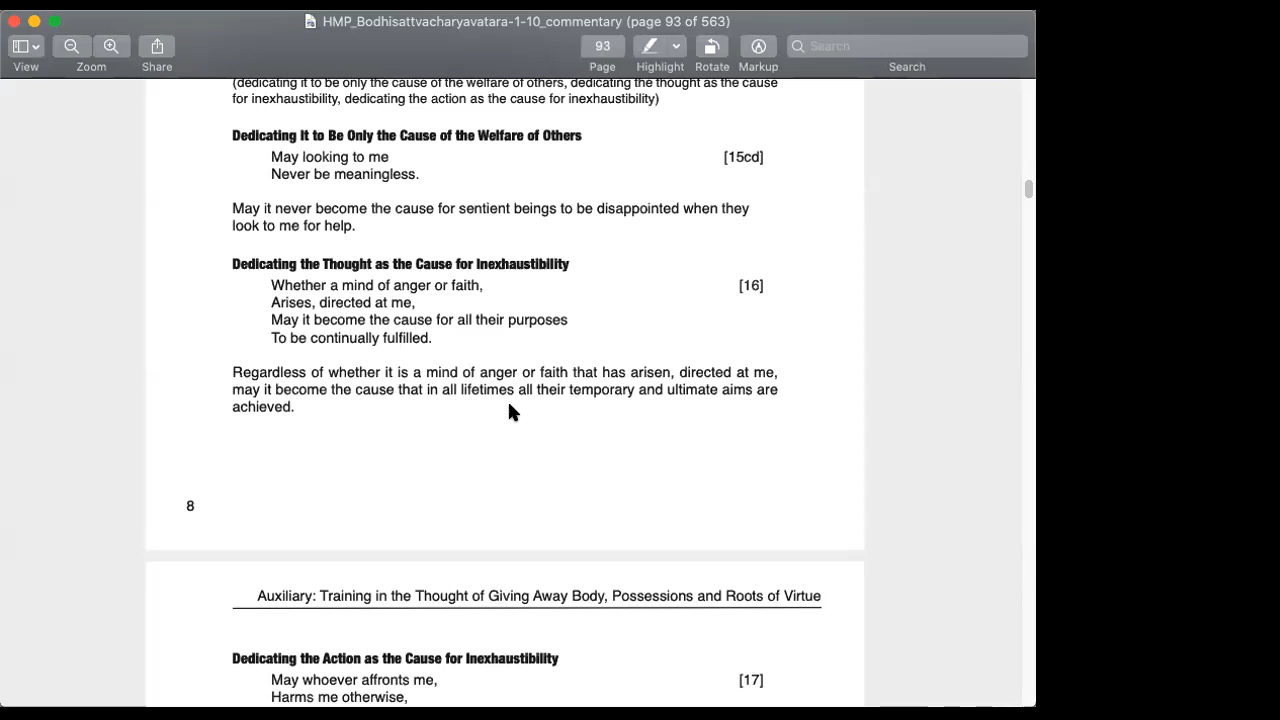 HMP_Bodhisattvacharyavatara-1-10_commentary (page 93 of 563)
93
Search
View
Zoom
Share
Page
Highlight
Rotate
Markup
Search
(dedicating it to be only the cause of the welfare of others, dedicating the thought as the cause
for inexhaustibility, dedicating the action as the cause for inexhaustibility)
Dedicating It to Be Only the Cause of the Welfare of Others
May looking to me [15cd]
Never be meaningless.
May it never become the cause for sentient beings to be disappointed when they
look to me for help.
Dedicating the Thought as the Cause for Inexhaustibility
Whether a mind of anger or faith, [16]
Arises, directed at me,
May it become the cause for all their purposes
To be continually fulfilled.
Regardless of whether it is a mind of anger or faith that has arisen, directed at me,
may it become the cause that in all lifetimes all their temporary and ultimate aims are
achieved.
8
Auxiliary: Training in the Thought of Giving Away Body, Possessions and Roots of Virtue
Dedicating the Action as the Cause for Inexhaustibility
May whoever affronts me, [17]
Harms me otherwise,